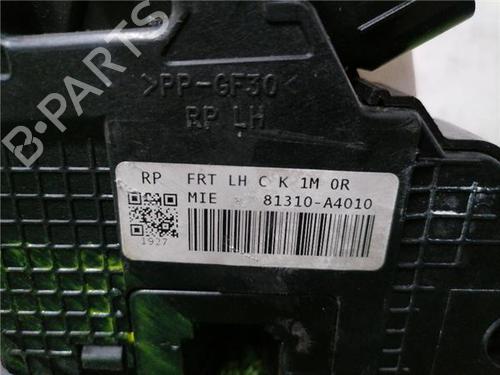 >PP-GF30<
RP LH
RP FRT LH C K 1M 0R
MIE 81310-A4010
1927
B-PARTS